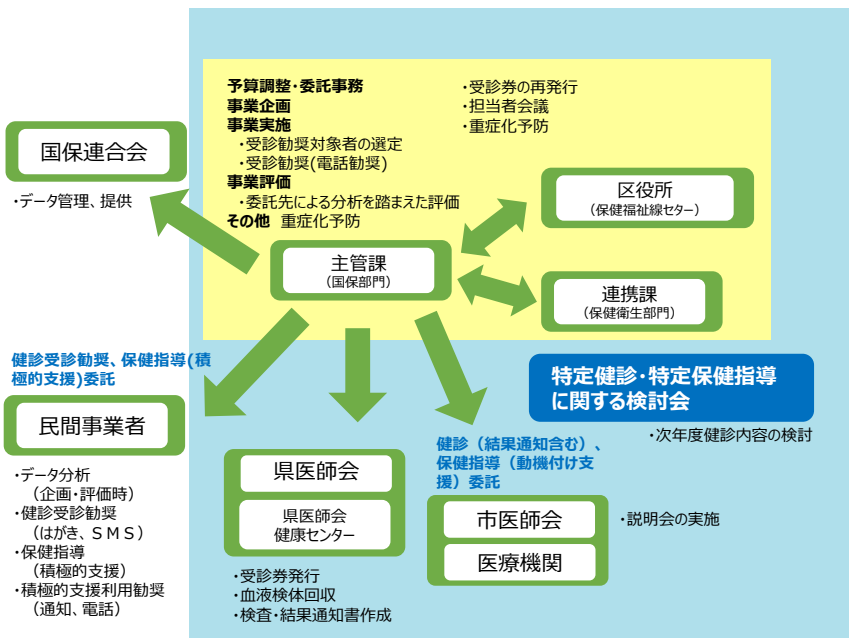 予算調整・委託事務
事業企画
事業実施
・受診勧奨対象者の選定
・受診勧奨(電話勧奨)
事業評価
・委託先による分析を踏まえた評価
その他 重症化予防
・受診券の再発行
・担当者会議
・重症化予防
国保連合会
・データ管理、提供
区役所
(保健福祉線セター)
主管課
(国保部門)
連携課
(保健衛生部門)
健診受診勧奨、保健指導(積
極的支援)委託
民間事業者
・データ分析
(企画・評価時)
・健診受診勧奨
(はがき、SMS)
・保健指導
(積極的支援)
・積極的支援利用勧奨
(通知、電話)
特定健診・特定保健指導
に関する検討会
・次年度健診内容の検討
県医師会
県医師会
健康センター
・受診券発行
・血液検体回収
・検査・結果通知書作成
健診(結果通知含む)、
保健指導(動機付け支
援)委託
市医師会
医療機関
・説明会の実施